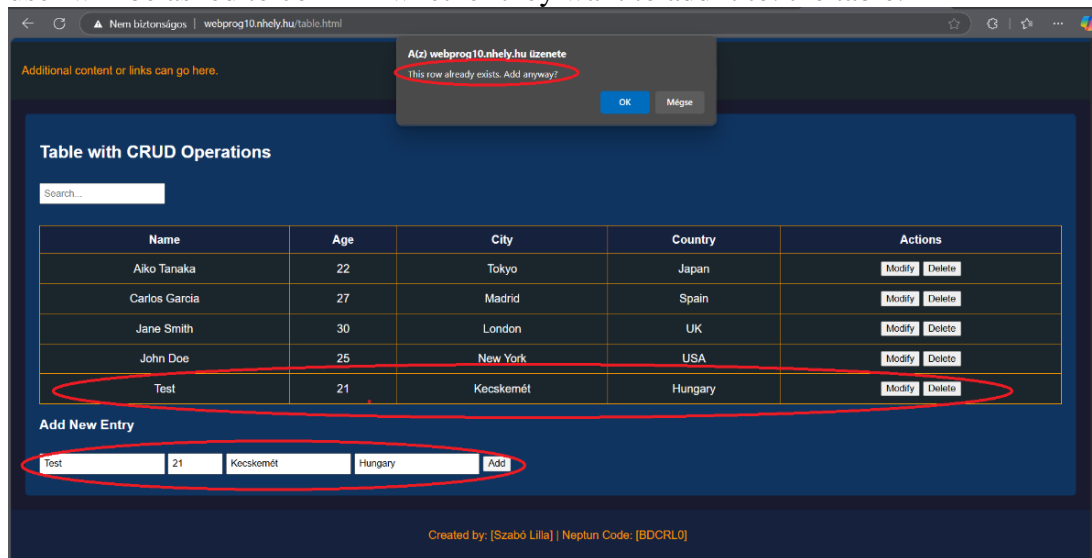 Nem biztonságos | webprog10.nhely.hu/table.html
A(z) webprog10.nhely.hu üzenete
This row already exists. Add anyway?
OK Mégse
Additional content or links can go here.
Table with CRUD Operations
Search...
Name Age City Country Actions
Aiko Tanaka 22 Tokyo Japan Modify Delete
Carlos Garcia 27 Madrid Spain Modify Delete
Jane Smith 30 London UK Modify Delete
John Doe 25 New York USA Modify Delete
Test 21 Kecskemét Hungary Modify Delete
Add New Entry
Test 21 Kecskemét Hungary Add
Created by: [Szabó Lilla] | Neptun Code: [BDCRL0]